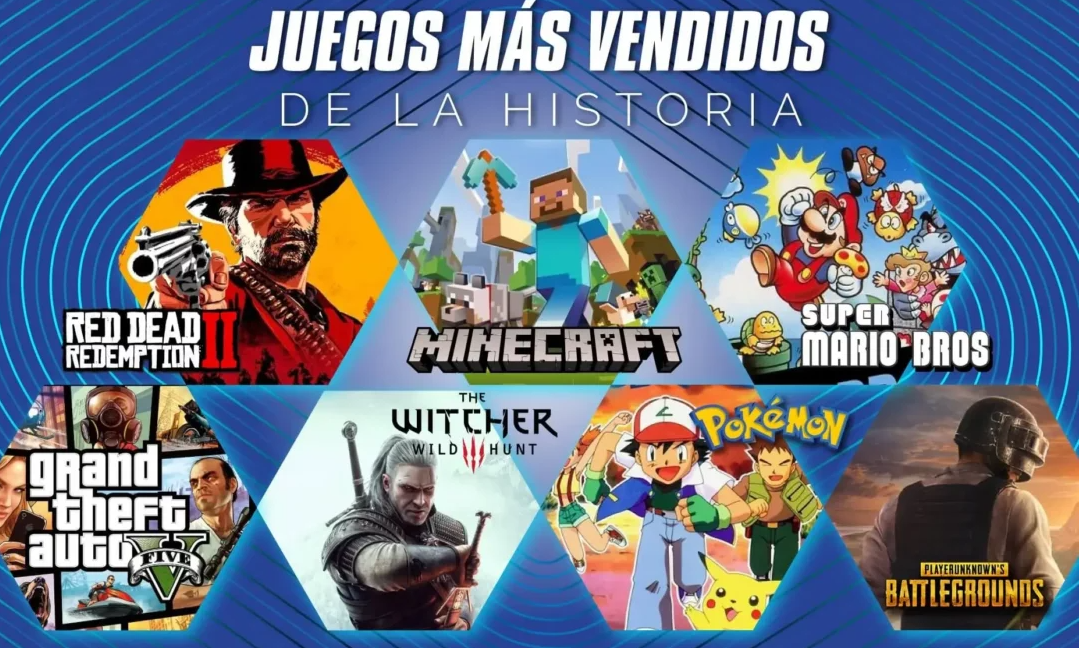 JUEGOS MÁS VENDIDOS
DE LA HISTORIA
RED DEAD
REDEMPTION II
MINECRAFT
SUPER
MARIO BROS
grand
theft
auto
FIVE
THE
WITCHER
WILD HUNT
POKéMON
PLAYERUNKNOWN'S
BATTLEGROUNDS